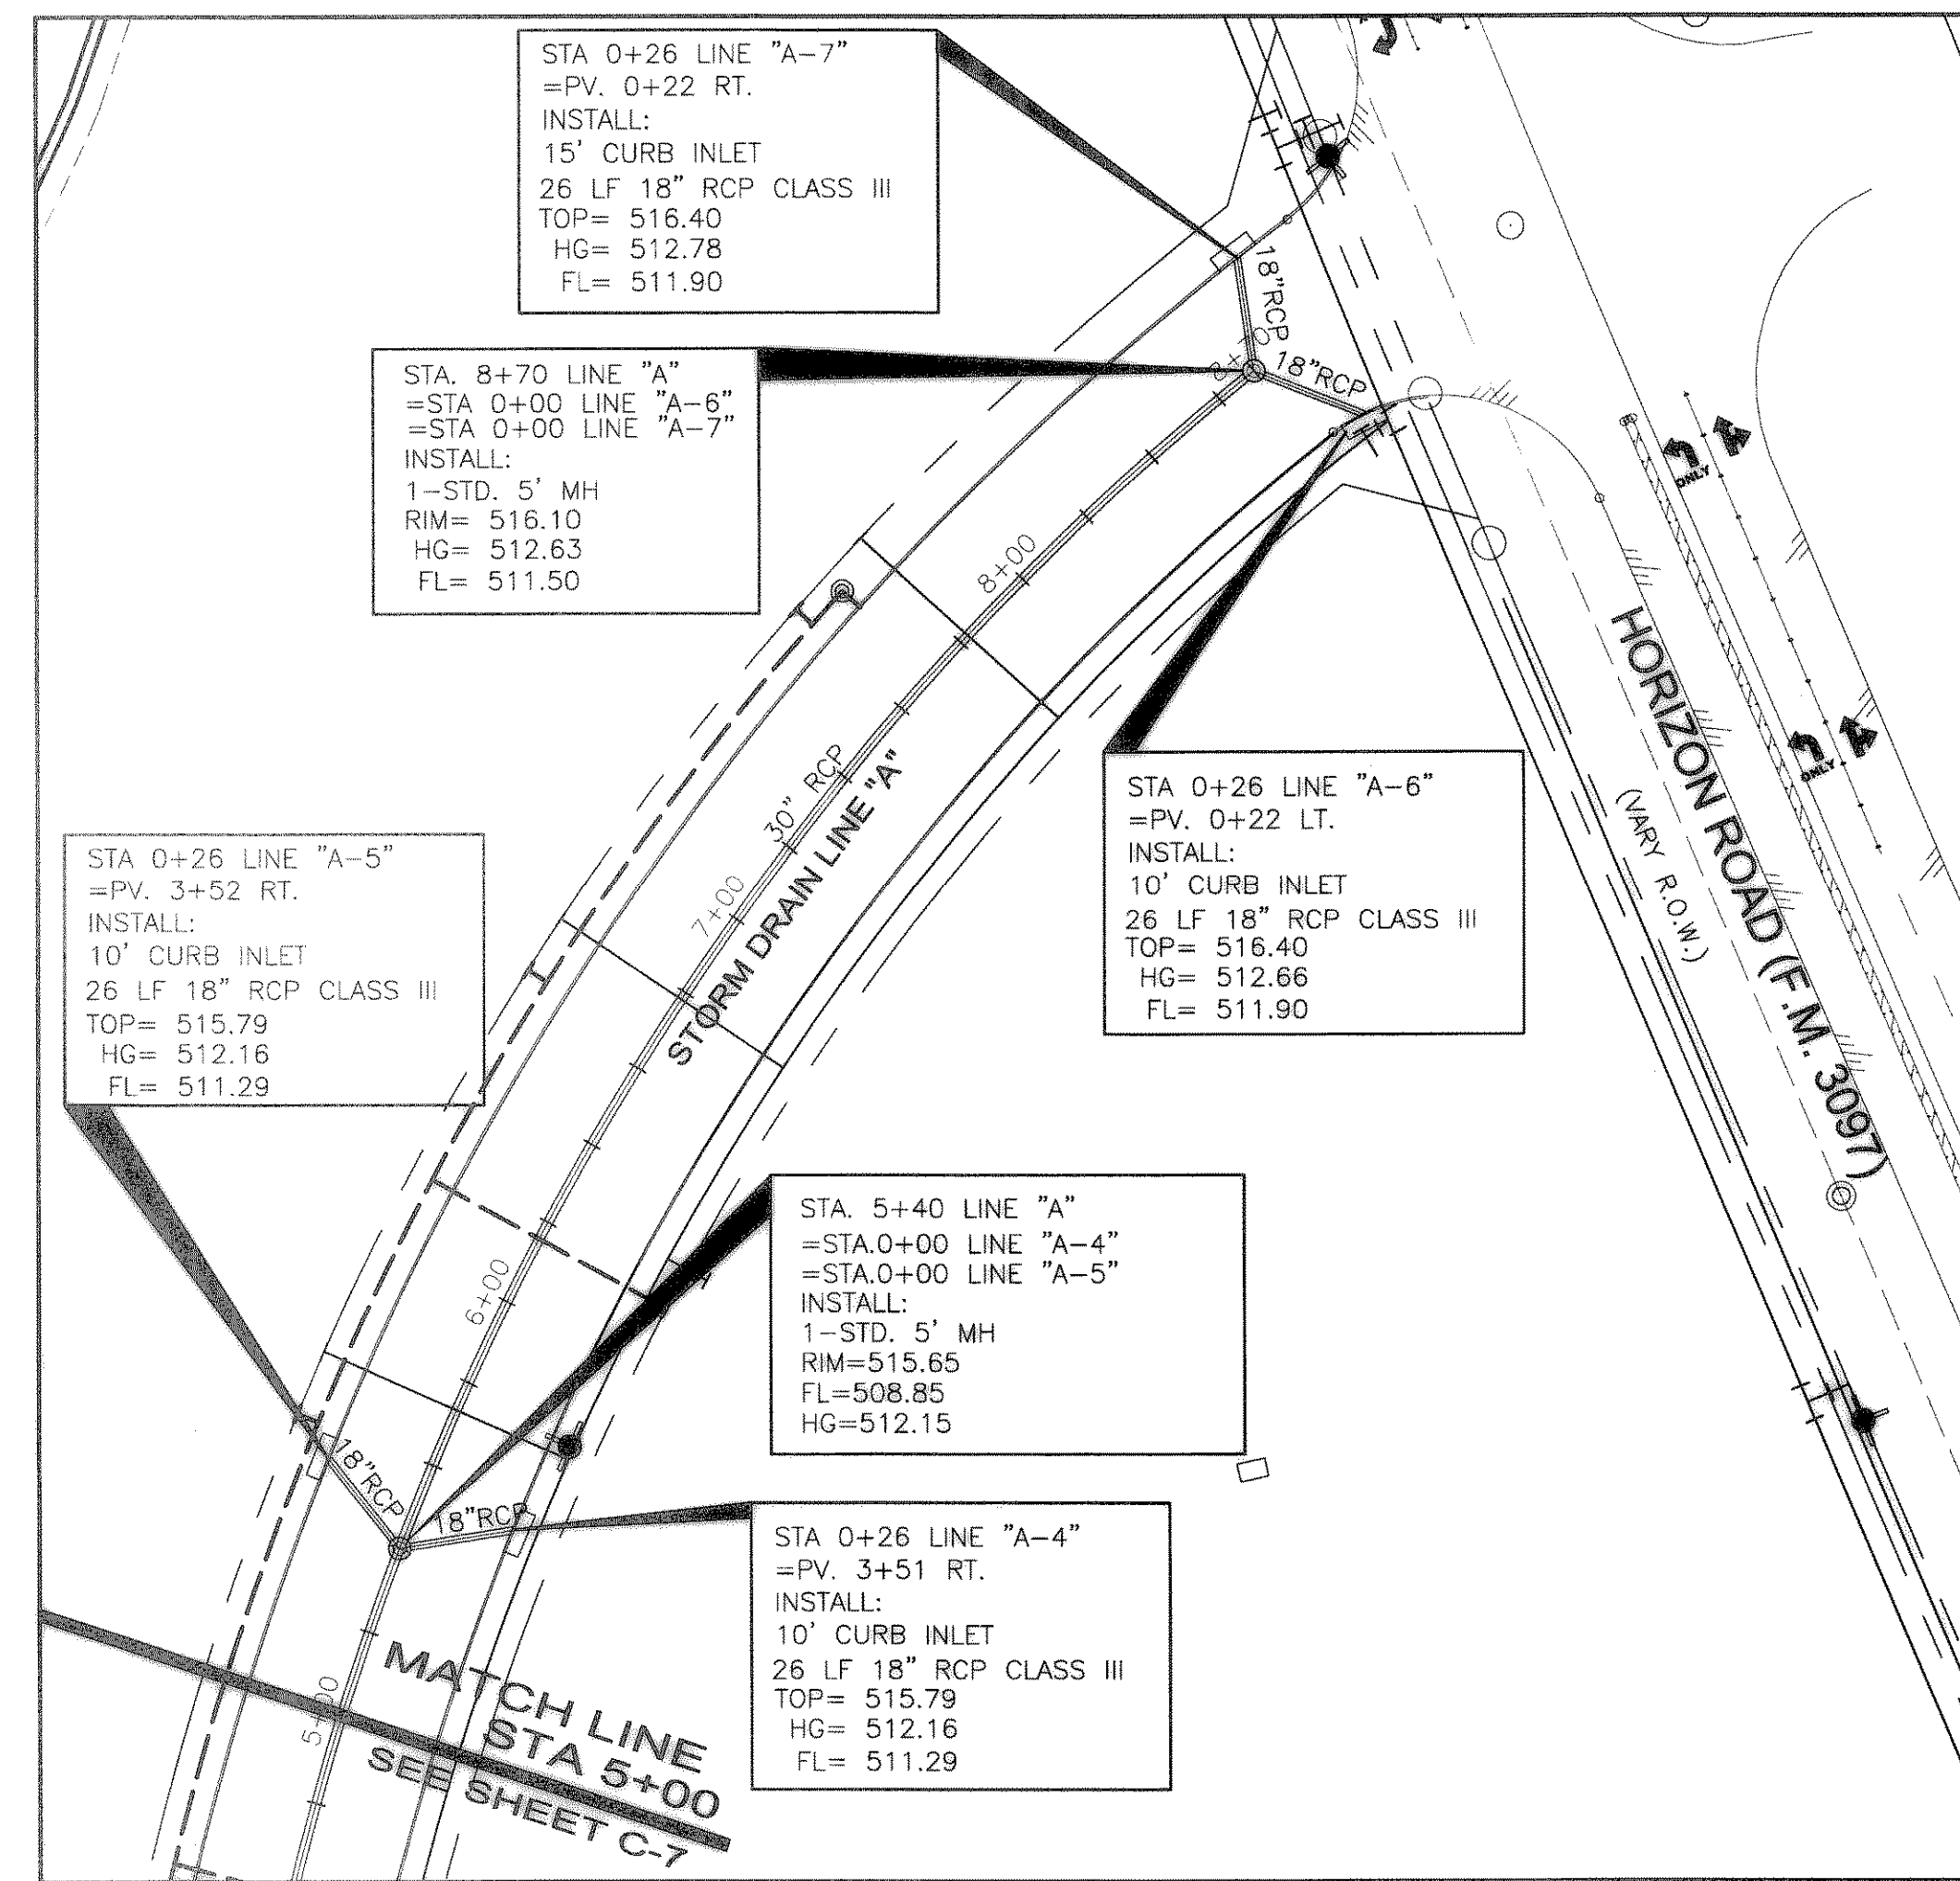 STA 0+26 LINE "A-7"
=PV. 0+22 RT.
INSTALL:
15' CURB INLET
26 LF 18" RCP CLASS III
TOP= 516.40
HG= 512.78
FL= 511.90
STA. 8+70 LINE "A"
=STA 0+00 LINE "A-6"
=STA 0+00 LINE "A-7"
INSTALL:
1-STD. 5' MH
RIM= 516.10
HG= 512.63
FL= 511.50
18"RCP
8+70
18"RCP
ONLY
8+00
HORIZON ROAD (F.M. 3097)
(VARY R.O.W.)
ONLY
30" RCP
STORM DRAIN LINE "A"
7+00
STA 0+26 LINE "A-6"
=PV. 0+22 LT.
INSTALL:
10' CURB INLET
26 LF 18" RCP CLASS III
TOP= 516.40
HG= 512.66
FL= 511.90
STA 0+26 LINE "A-5"
=PV. 3+52 RT.
INSTALL:
10' CURB INLET
26 LF 18" RCP CLASS III
TOP= 515.79
HG= 512.16
FL= 511.29
STA. 5+40 LINE "A"
=STA.0+00 LINE "A-4"
=STA.0+00 LINE "A-5"
INSTALL:
1-STD. 5' MH
RIM=515.65
FL=508.85
HG=512.15
6+00
18"RCP
18"RCP
STA 0+26 LINE "A-4"
=PV. 3+51 RT.
INSTALL:
10' CURB INLET
26 LF 18" RCP CLASS III
TOP= 515.79
HG= 512.16
FL= 511.29
5+00
MATCH LINE
STA 5+00
SEE SHEET C-7